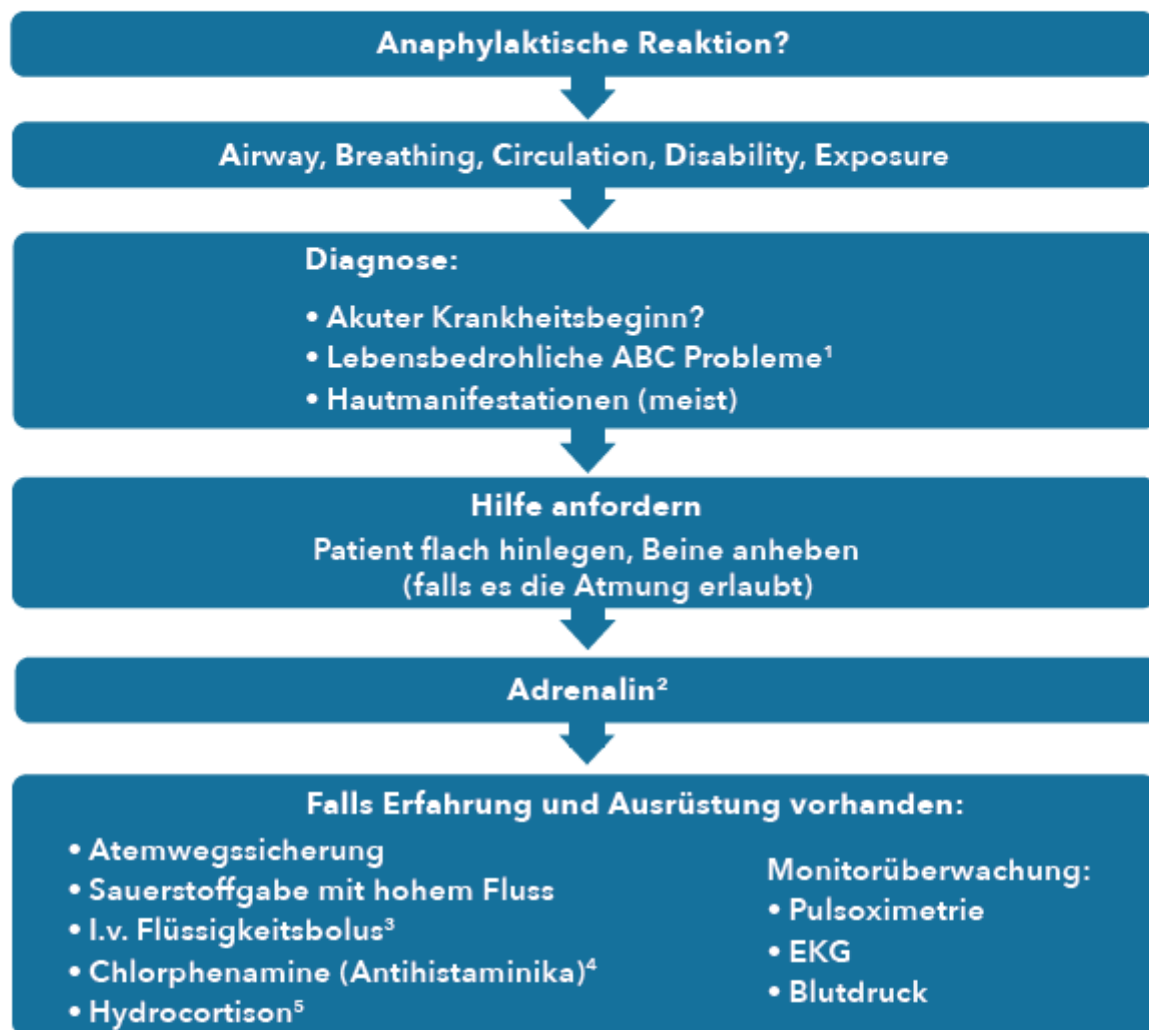 Anaphylaktische Reaktion?
Airway, Breathing, Circulation, Disability, Exposure
Diagnose:
• Akuter Krankheitsbeginn?
• Lebensbedrohliche ABC Probleme¹
• Hautmanifestationen (meist)
Hilfe anfordern
Patient flach hinlegen, Beine anheben
(falls es die Atmung erlaubt)
Adrenalin²
Falls Erfahrung und Ausrüstung vorhanden:
• Atemwegssicherung
• Sauerstoffgabe mit hohem Fluss
• I.v. Flüssigkeitsbolus³
• Chlorphenamine (Antihistaminika)⁴
• Hydrocortison⁵
Monitorüberwachung:
• Pulsoximetrie
• EKG
• Blutdruck